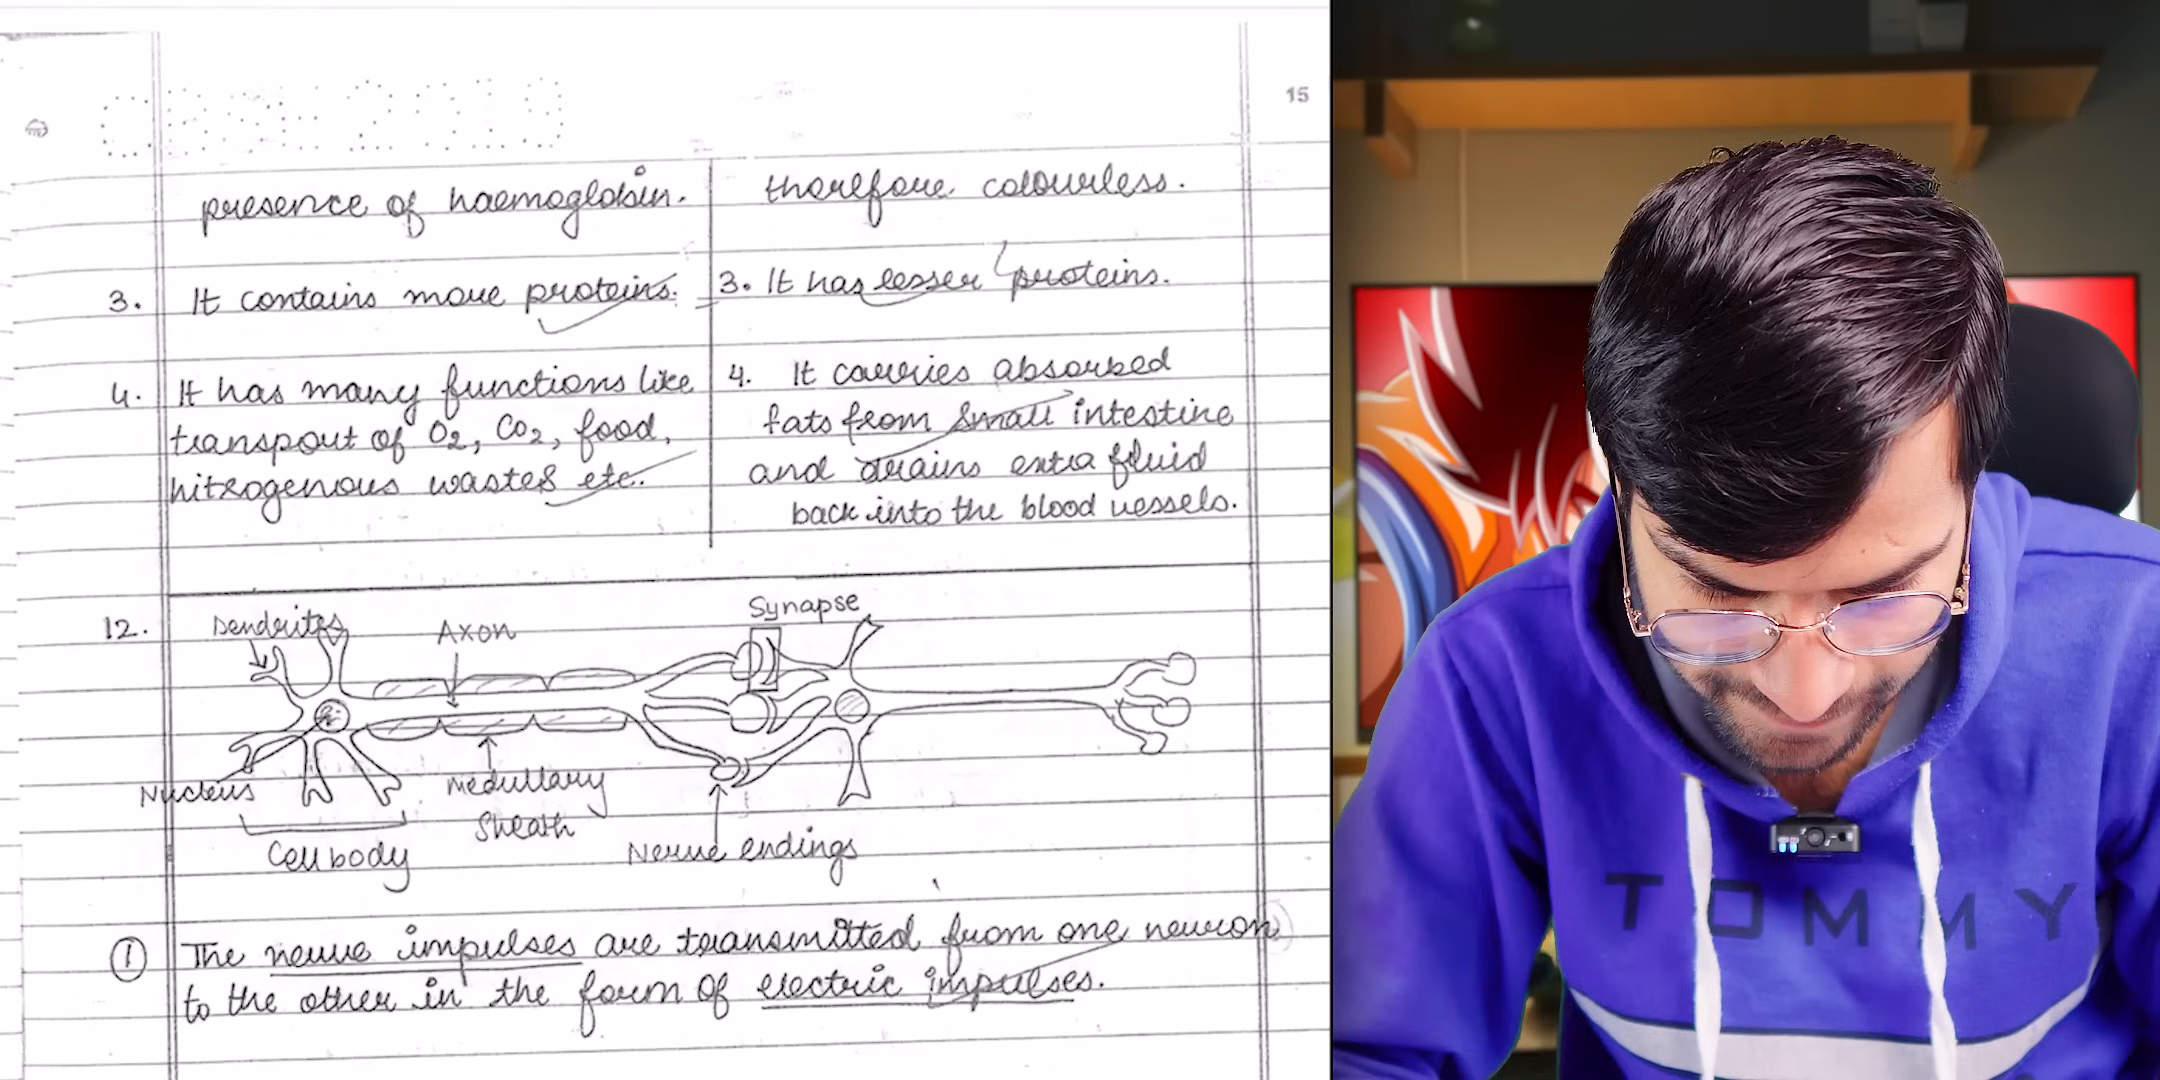 CBSE 2019
15
presence of haemoglobin.
therefore colourless.
3. It contains more proteins.
3. It has lesser proteins.
4. It has many functions like
transport of O2, CO2, food,
nitrogenous wastes etc.
4. It carries absorbed
fats from small intestine
and drains extra fluid
back into the blood vessels.
12.
Dendrites
Axon
Synapse
Nucleus
Medullary
Sheath
Cell body
Nerve endings
① The nerve impulses are transmitted from one neuron
to the other in the form of electric impulses.
TOMMY